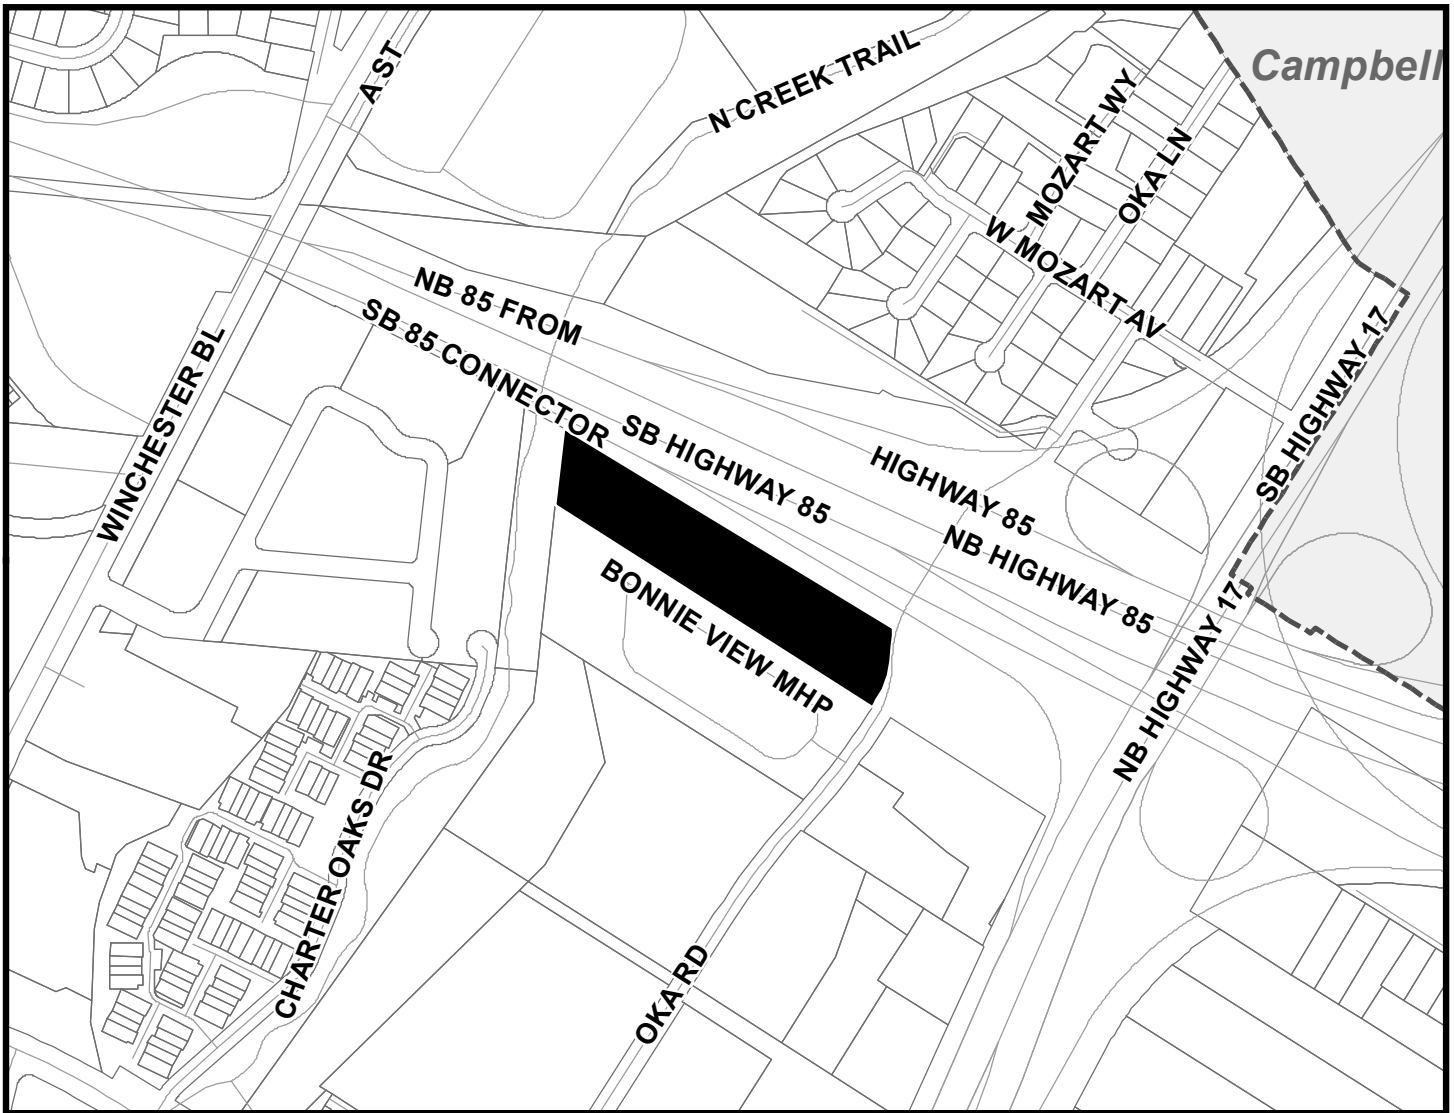 Campbell
A ST
N CREEK TRAIL
MOZART WY
OKA LN
W MOZART AV
NB 85 FROM
SB 85 CONNECTOR
WINCHESTER BL
SB HIGHWAY 85
HIGHWAY 85
NB HIGHWAY 85
SB HIGHWAY 17
NB HIGHWAY 17
BONNIE VIEW MHP
CHARTER OAKS DR
OKA RD